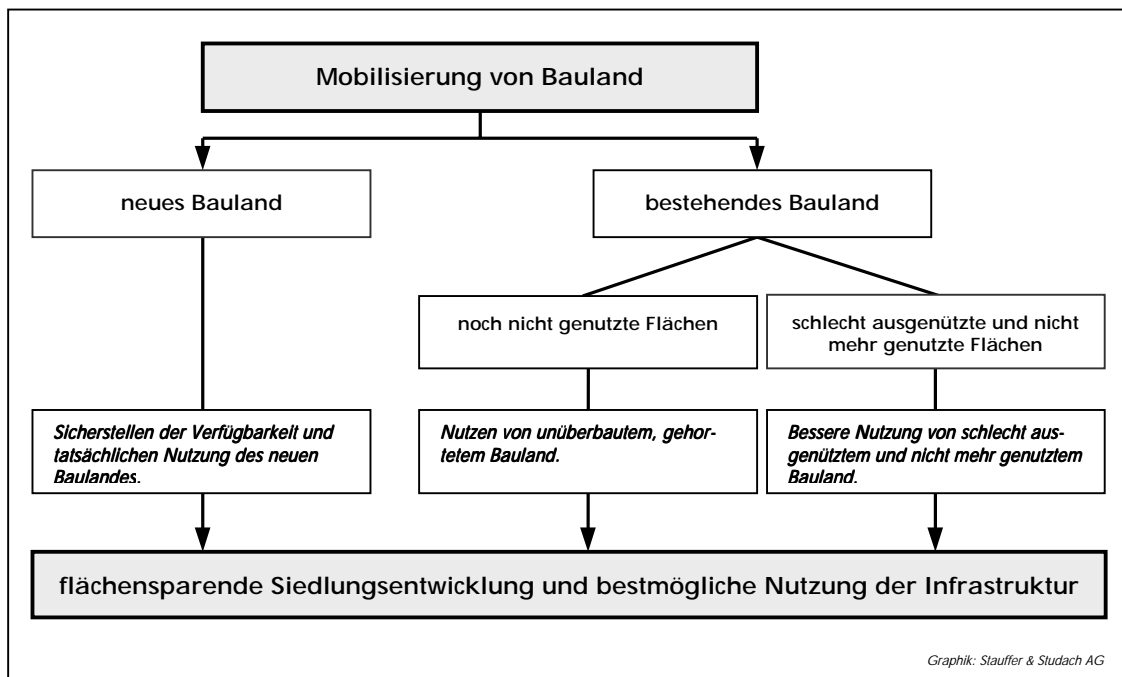 Mobilisierung von Bauland
neues Bauland
bestehendes Bauland
noch nicht genutzte Flächen
schlecht ausgenützte und nicht
mehr genutzte Flächen
Sicherstellen der Verfügbarkeit und
tatsächlichen Nutzung des neuen
Baulandes.
Nutzen von unüberbautem, gehor-
tetem Bauland.
Bessere Nutzung von schlecht aus-
genütztem und nicht mehr genutztem
Bauland.
flächensparende Siedlungsentwicklung und bestmögliche Nutzung der Infrastruktur
Graphik: Stauffer & Studach AG